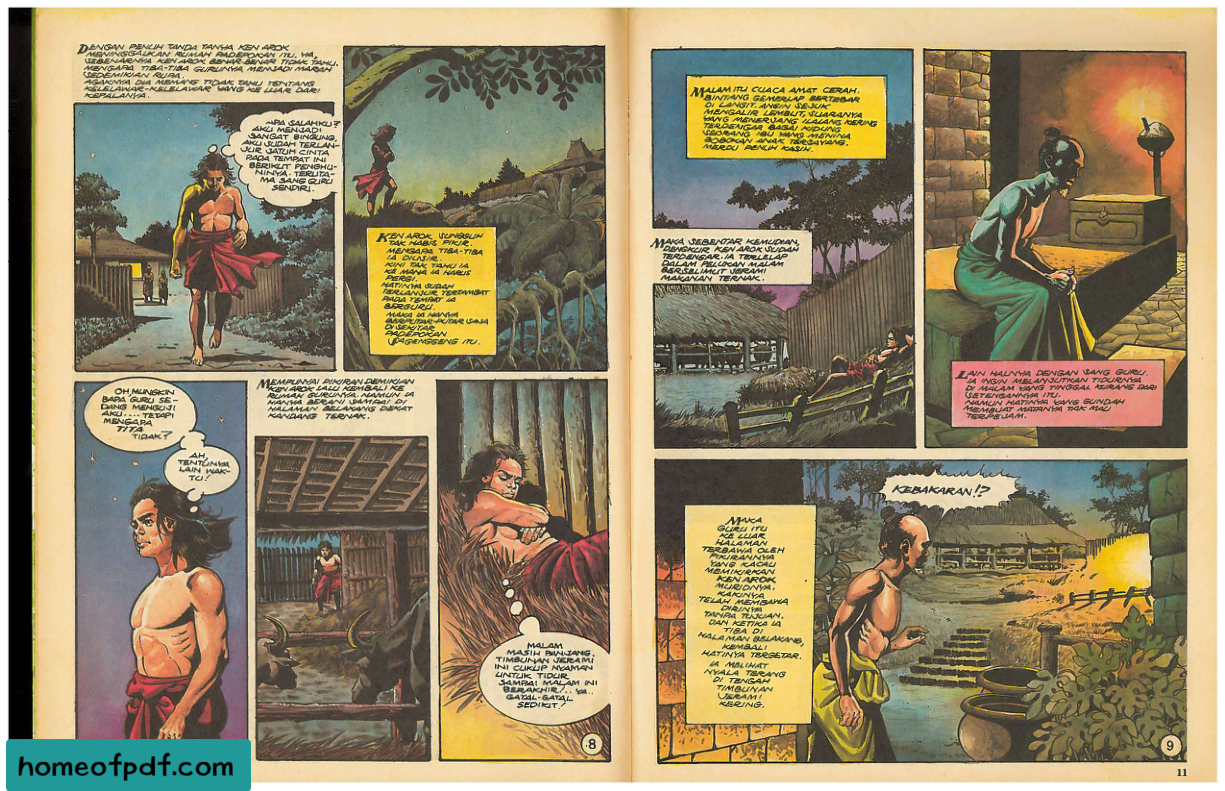 DENGAN PENUH TANDA TANYA KEN AROK
MENINGGALKAN RUMAH PADEPOKAN ITU. YA,
SEBENARNYA KEN AROK BENAR-BENAR TIDAK TAHU.
MENGAPA TIBA-TIBA GURUNYA MENJADI MARAH
SEDEMIKIAN RUPA.
AGAKNYA DIA MEMANG TIDAK TAHU TENTANG
KELELAWAR-KELELAWAR YANG KE LUAR DARI
KEPALANYA.
APA SALAHKU?
AKU MENJADI
SANGAT BINGUNG.
AKU SUDAH TERLAN-
JUR JATUH CINTA
PADA TEMPAT INI
BERIKUT PENGHU-
NINYA. TERUTA-
MA SANG GURU
SENDIRI.
KEN AROK SUNGGUH
TAK HABIS PIKIR.
MENGAPA TIBA-TIBA
IA DIUSIR.
KINI TAK TAHU IA
KE MANA IA HARUS
PERGI.
HATINYA SUDAH
TERLANJUR TERTAMBAT
PADA TEMPAT IA
BERGURU.
MAKA IA HANYA
BERPUTAR-PUTAR SAJA
DI SEKITAR
PADEPOKAN
SAGENGGENG ITU.
OH, MUNGKIN
BAPA GURU SE-
DANG MENGUJI
AKU.... TETAPI
MENGAPA
TITA
TIDAK?
AH,
TENTUNYA
LAIN WAK-
TU!
MEMPUNYAI PIKIRAN DEMIKIAN
KEN AROK LALU KEMBALI KE
RUMAH GURUNYA. NAMUN IA
HANYA BERANI SAMPAI DI
HALAMAN BELAKANG DEKAT
KANDANG TERNAK.
MALAM
MASIH PANJANG.
TIMBUNAN JERAMI
INI CUKUP NYAMAN
UNTUK TIDUR
SAMPAI MALAM INI
BERAKHIR!.. YA..
GATAL-GATAL
SEDIKIT!
8
MALAM ITU CUACA AMAT CERAH.
BINTANG GEMERLAP BERTEBAR
DI LANGIT. ANGIN SEJUK
MENGALIR LEMBUT, SUARANYA
YANG MENERJANG ILALANG KERING
TERDENGAR BAGAI KIDUNG
SEORANG IBU YANG MENINA
BOBOKAN ANAK TERSAYANG.
MERDU PENUH KASIH.
MAKA SEBENTAR KEMUDIAN,
DENGKUR KEN AROK SUDAH
TERDENGAR. IA TERLELAP
DALAM PELUKAN MALAM
BERSELIMUT JERAMI
MAKANAN TERNAK.
LAIN HALNYA DENGAN SANG GURU.
IA INGIN MELANJUTKAN TIDURNYA
DI MALAM YANG TINGGAL KURANG DARI
SETENGAHNYA ITU.
NAMUN HATINYA YANG GUNDAH
MEMBUAT MATANYA TAK MAU
TERPEJAM.
MAKA
GURU ITU
KE LUAR
HALAMAN
TERBAWA OLEH
PIKIRANNYA
YANG KACAU
MEMIKIRKAN
KEN AROK
MURIDNYA.
KAKINYA
TELAH MEMBAWA
DIRINYA
TANPA TUJUAN.
DAN KETIKA IA
TIBA DI
HALAMAN BELAKANG,
KEMBALI
HATINYA TERGETAR.
IA MELIHAT
NYALA TERANG
DI TENGAH
TIMBUNAN
JERAMI
KERING.
KEBAKARAN!?
9
11
homeofpdf.com